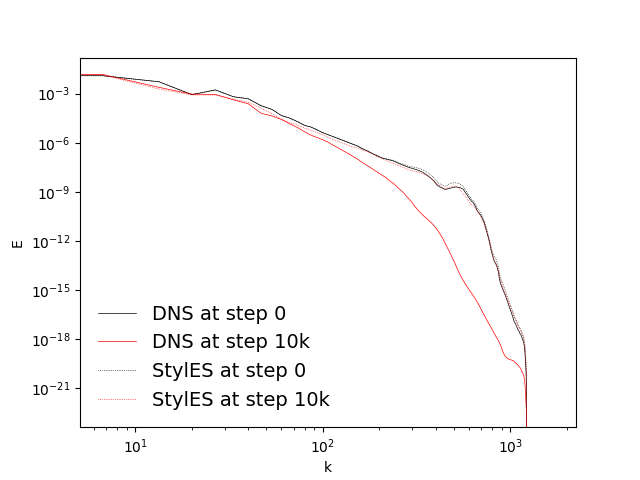 10⁻³
10⁻⁶
10⁻⁹
10⁻¹²
10⁻¹⁵
10⁻¹⁸
10⁻²¹
E
DNS at step 0
DNS at step 10k
StylES at step 0
StylES at step 10k
10¹
10²
10³
k